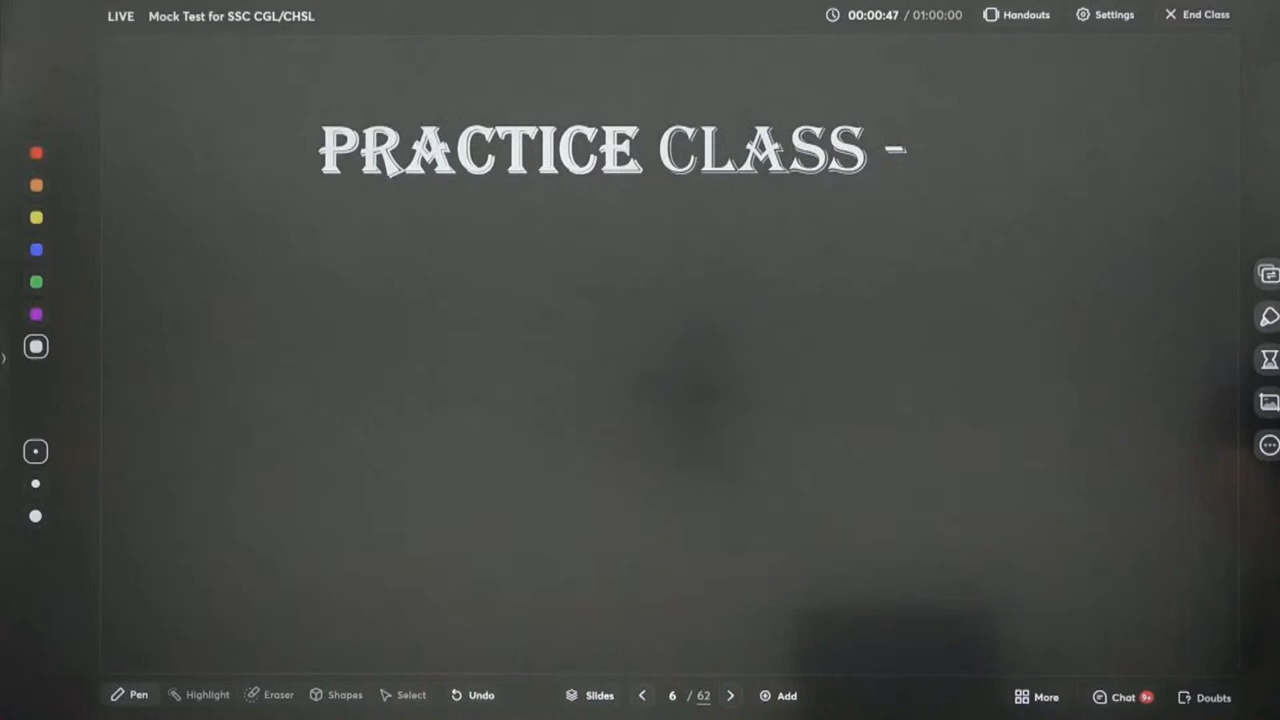 LIVE Mock Test for SSC CGL/CHSL 00:00:47 / 01:00:00 Handouts Settings End Class
PRACTICE CLASS -
Pen Highlight Eraser Shapes Select Undo Slides 6 / 62 Add More Chat 9+ Doubts